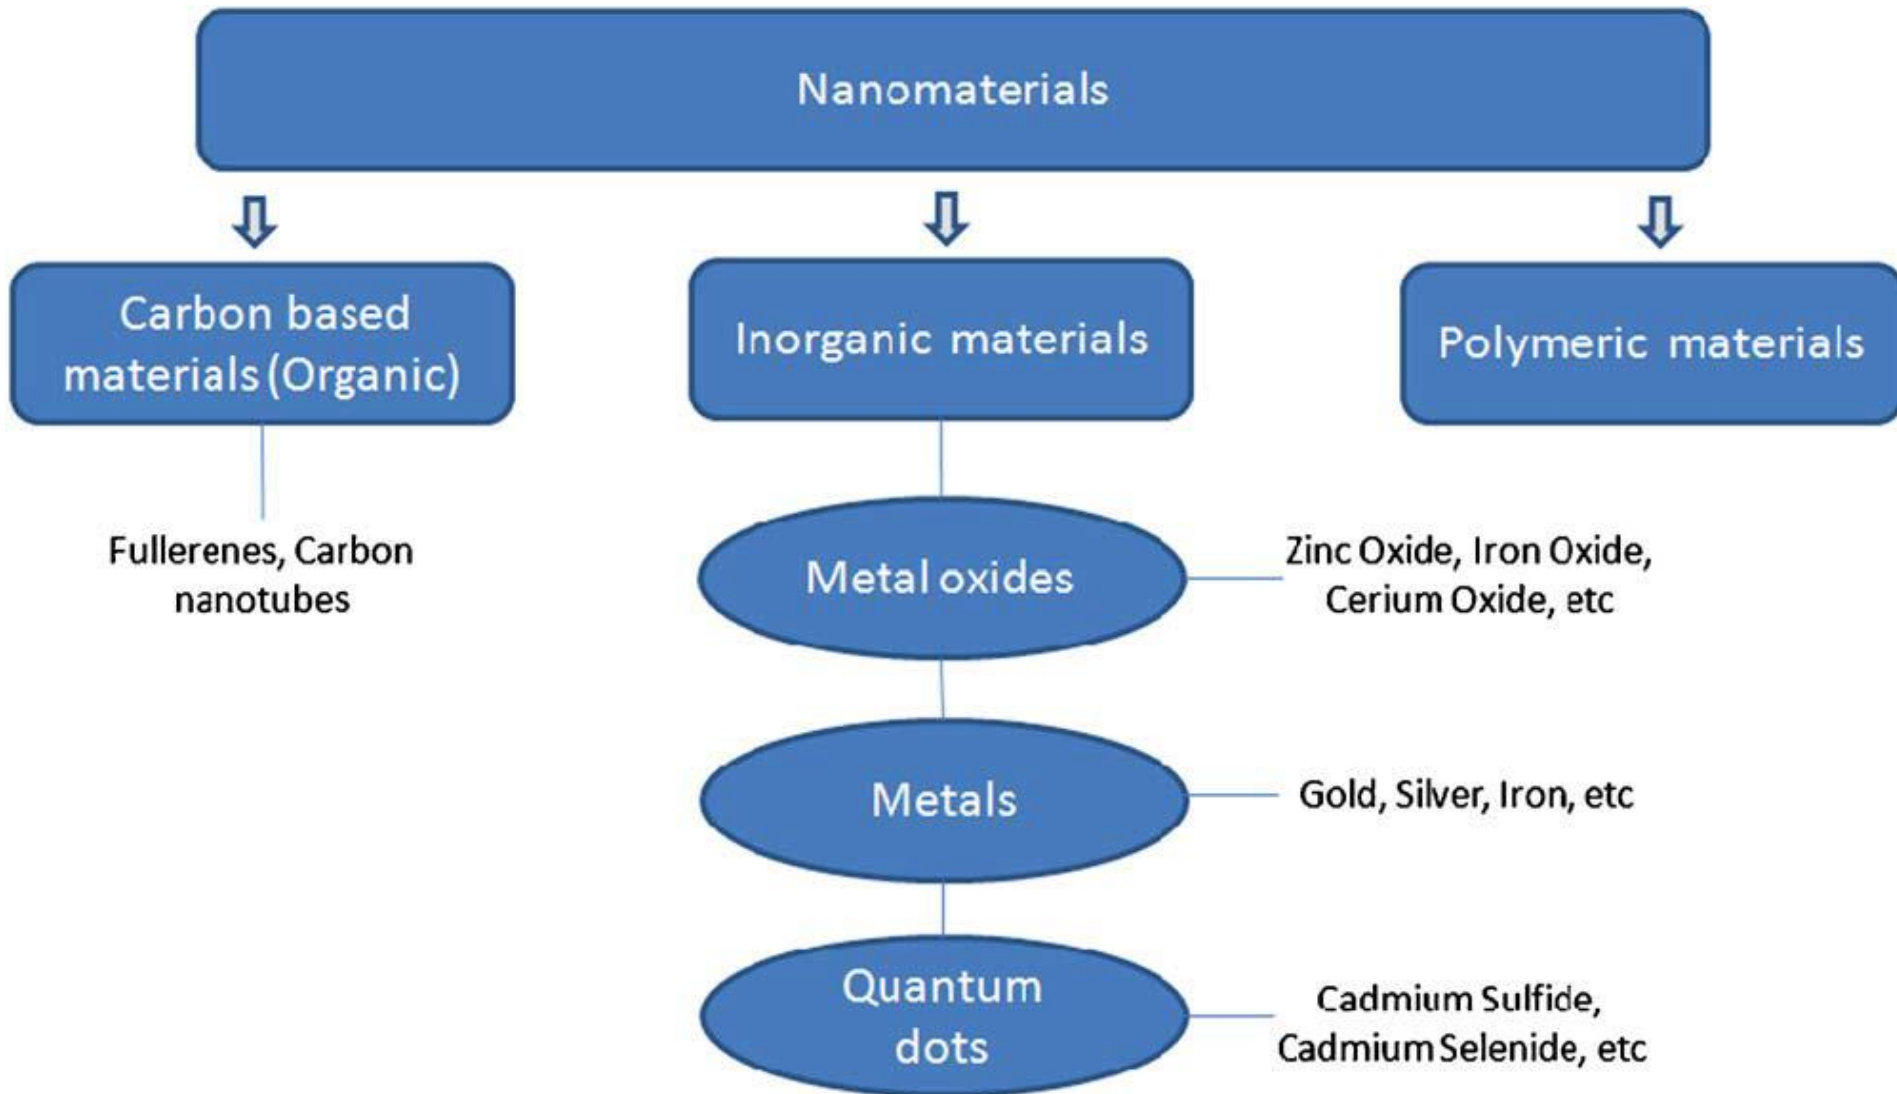 Nanomaterials
Carbon based
materials (Organic)
Inorganic materials
Polymeric materials
Fullerenes, Carbon
nanotubes
Metal oxides
Zinc Oxide, Iron Oxide,
Cerium Oxide, etc
Metals
Gold, Silver, Iron, etc
Quantum
dots
Cadmium Sulfide,
Cadmium Selenide, etc